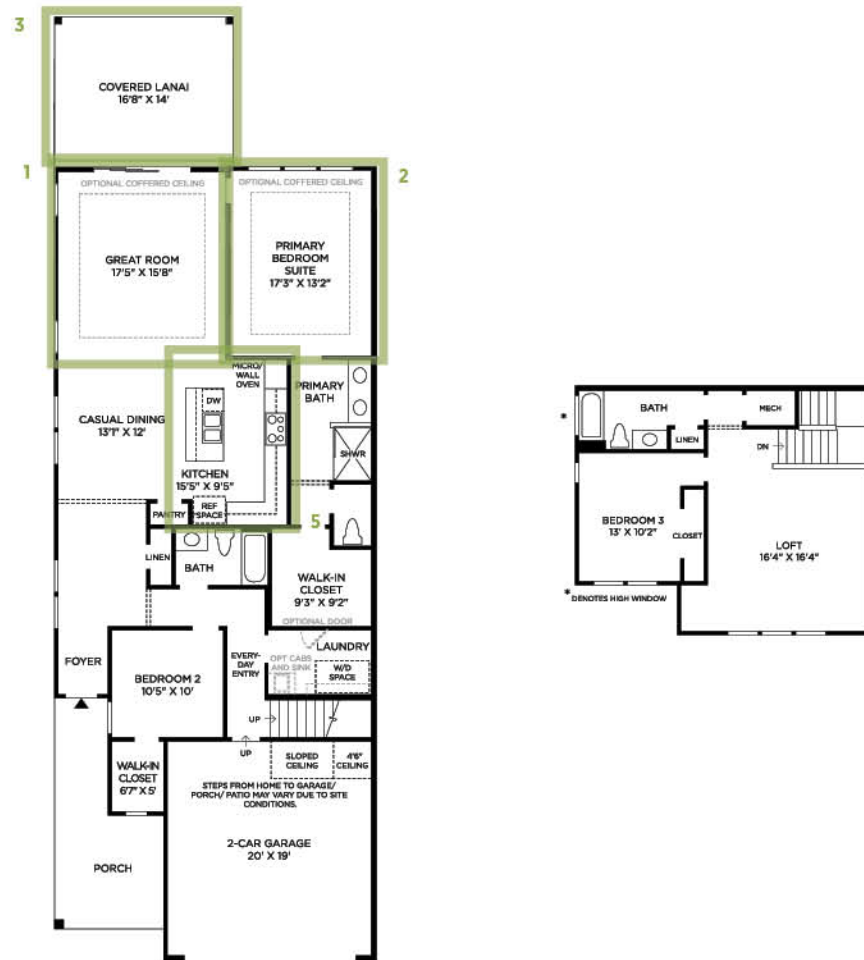 3
COVERED LANAI
16'8" X 14'
1
OPTIONAL COFFERED CEILING
GREAT ROOM
17'5" X 15'8"
2
OPTIONAL COFFERED CEILING
PRIMARY
BEDROOM
SUITE
17'3" X 13'2"
MICRO/
WALL
OVEN
DW
KITCHEN
15'5" X 9'5"
REF
SPACE
PANTRY
5
CASUAL DINING
13'1" X 12'
PRIMARY
BATH
SHWR
LINEN
BATH
WALK-IN
CLOSET
9'3" X 9'2"
OPTIONAL DOOR
LAUNDRY
OPT CABS
AND SINK
W/D
SPACE
FOYER
BEDROOM 2
10'5" X 10'
EVERY-
DAY
ENTRY
UP
UP
WALK-IN
CLOSET
6'7" X 5'
SLOPED
CEILING
4'6"
CEILING
STEPS FROM HOME TO GARAGE/
PORCH/ PATIO MAY VARY DUE TO SITE
CONDITIONS.
2-CAR GARAGE
20' X 19'
PORCH
*
BATH
MECH
LINEN
DN
BEDROOM 3
13' X 10'2"
CLOSET
LOFT
16'4" X 16'4"
* DENOTES HIGH WINDOW